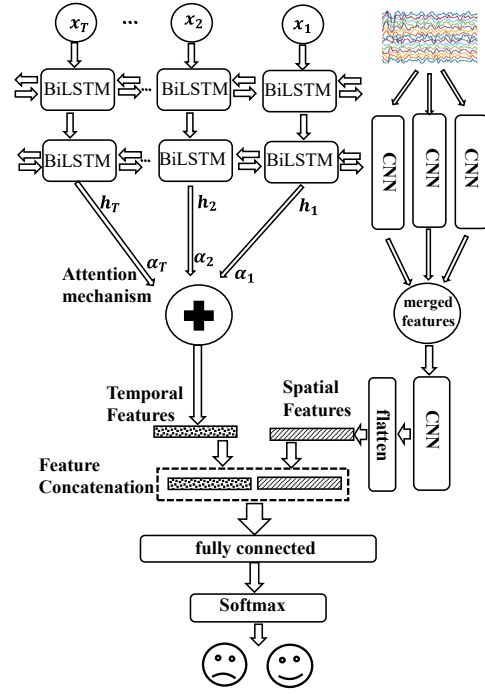 x_T ... x_2 x_1
BiLSTM ... BiLSTM BiLSTM
BiLSTM ... BiLSTM BiLSTM
CNN CNN CNN
h_T h_2 h_1
α_T α_2 α_1
Attention
mechanism
merged
features
Temporal
Features
Spatial
Features
flatten
CNN
Feature
Concatenation
fully connected
Softmax